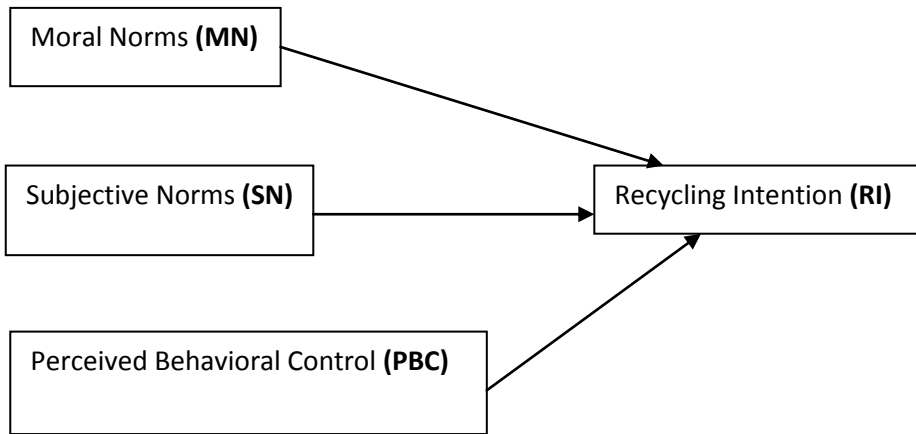 Moral Norms (MN)
Subjective Norms (SN)
Recycling Intention (RI)
Perceived Behavioral Control (PBC)